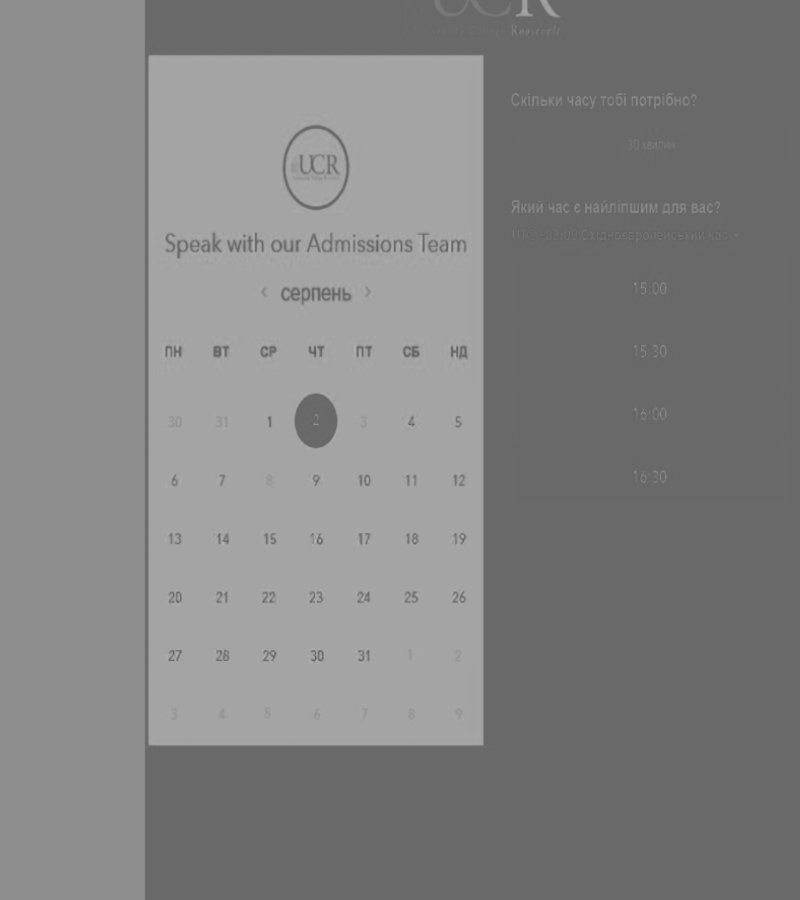 UCR
Roosevelt
UCR
Speak with our Admissions Team
< серпень >
ПН ВТ СР ЧТ ПТ СБ НД
30 31 1 2 3 4 5
6 7 8 9 10 11 12
13 14 15 16 17 18 19
20 21 22 23 24 25 26
27 28 29 30 31 1 2
3 4 5 6 7 8 9
Скільки часу тобі потрібно?
30 хвилин
Який час є найліпшим для вас?
Західноєвропейський час
15:00
15:30
16:00
16:30